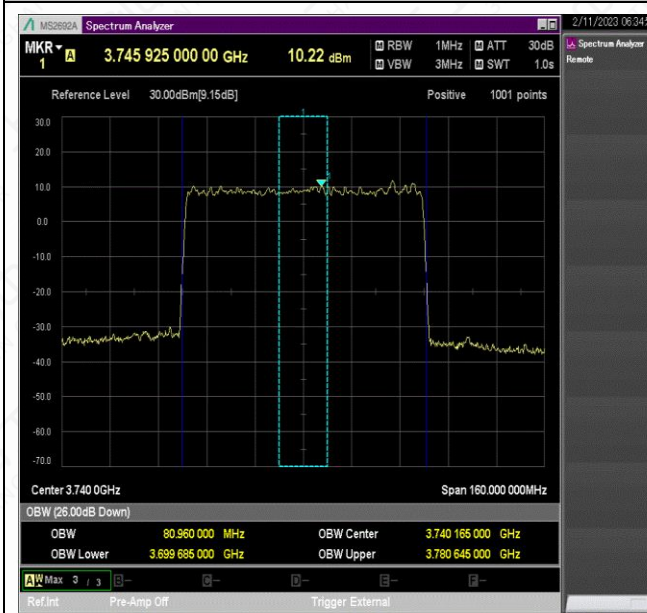 MS2692A Spectrum Analyzer
2/11/2023 06:34:
MKR 1 A 3.745 925 000 00 GHz 10.22 dBm RBW 1MHz ATT 30dB
VBW 3MHz SWT 1.0s
Spectrum Analyzer
Remote
Reference Level 30.00dBm[9.15dB] Positive 1001 points
30.0
20.0
10.0
0.0
-10.0
-20.0
-30.0
-40.0
-50.0
-60.0
-70.0
Center 3.740 0GHz Span 160.000 000MHz
OBW (26.00dB Down)
OBW 80.960 000 MHz OBW Center 3.740 165 000 GHz
OBW Lower 3.699 685 000 GHz OBW Upper 3.780 645 000 GHz
A W Max 3 / 3 B- C- D- E- F-
Ref.Int Pre-Amp Off Trigger External